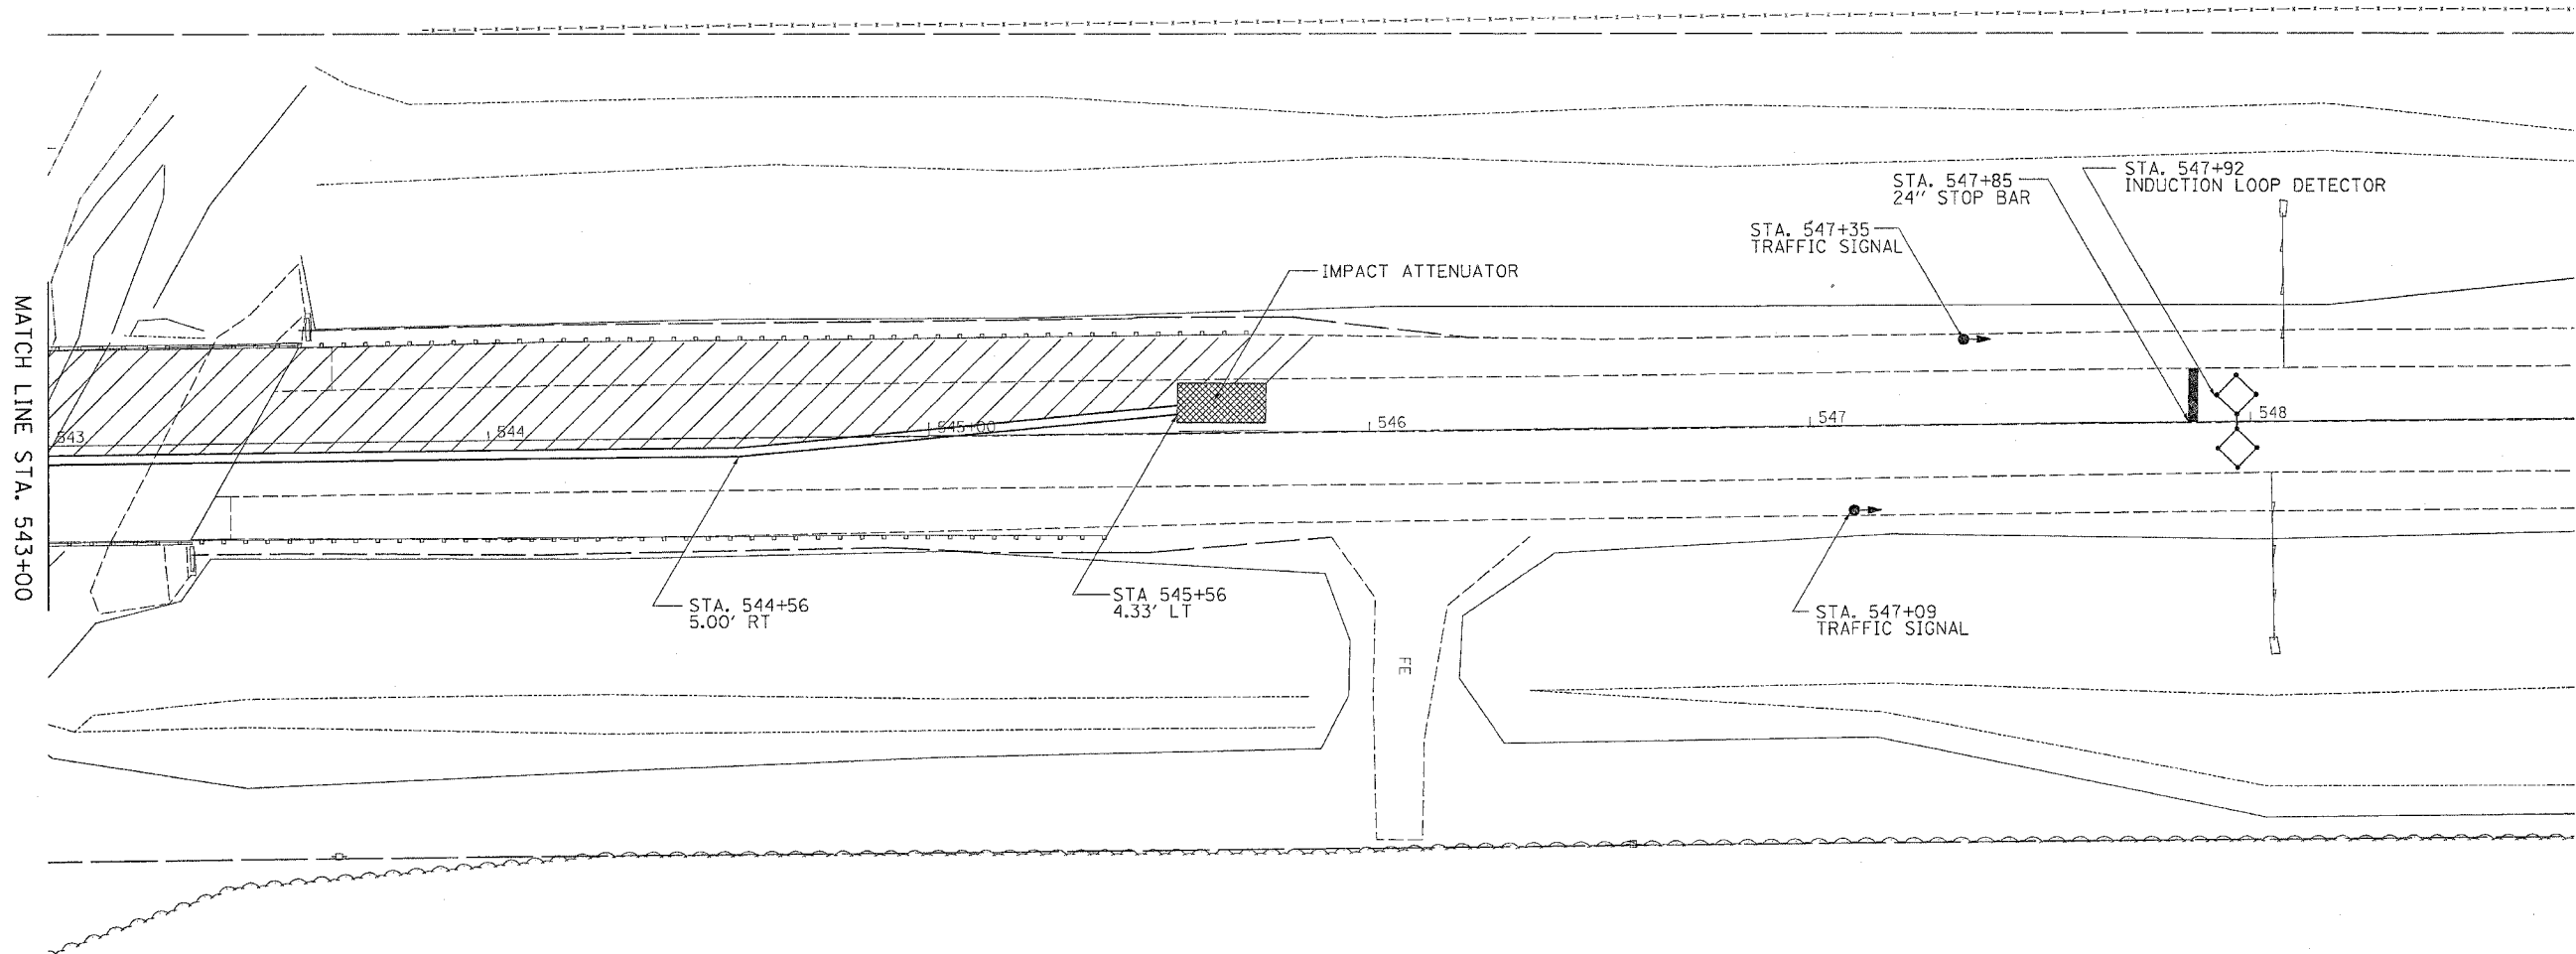 STA. 547+92
INDUCTION LOOP DETECTOR
STA. 547+85
24" STOP BAR
STA. 547+35
TRAFFIC SIGNAL
IMPACT ATTENUATOR
MATCH LINE STA. 543+00
543
544
545+00
546
547
548
STA. 544+56
5.00' RT
STA 545+56
4.33' LT
STA. 547+09
TRAFFIC SIGNAL
FE